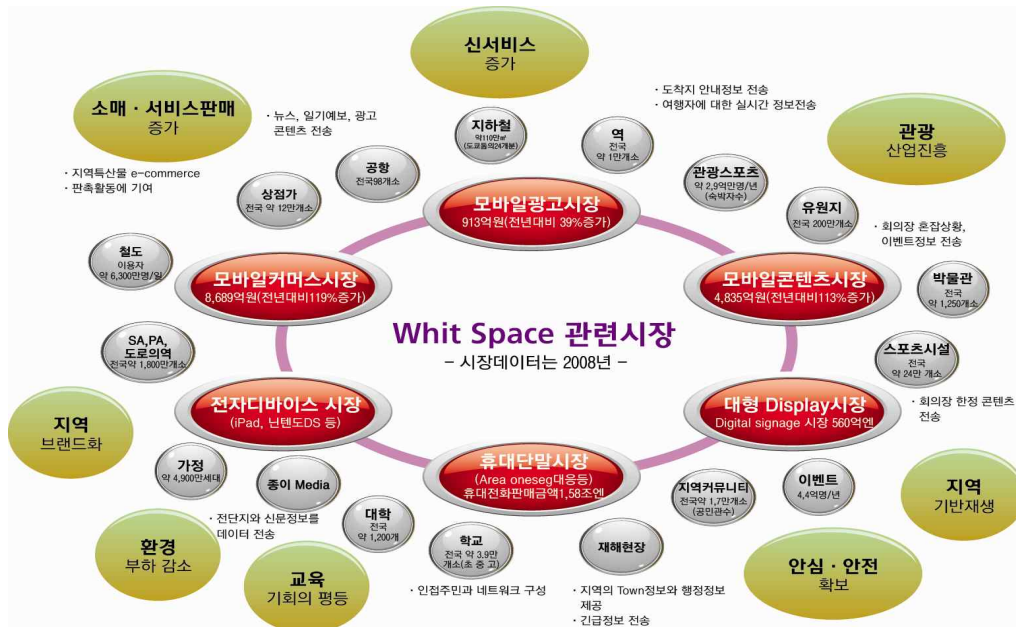 신서비스
증가
소매 · 서비스판매
증가
· 뉴스, 일기예보, 광고
콘텐츠 전송
지하철
약110만㎡
(도쿄돔의24개분)
역
전국
약 1만개소
· 도착지 안내정보 전송
· 여행자에 대한 실시간 정보전송
관광
산업진흥
· 지역특산물 e-commerce
· 판촉활동에 기여
상점가
전국 약 12만개소
공항
전국98개소
모바일광고시장
913억원(전년대비 39%증가)
관광스포츠
약 2,9억만명/년
(숙박자수)
유원지
전국 200만개소
· 회의장 혼잡상황,
이벤트정보 전송
철도
이용자
약 6,300만명/일
모바일커머스시장
8,689억원(전년대비119%증가)
모바일콘텐츠시장
4,835억원(전년대비113%증가)
박물관
전국
약 1,250개소
SA,PA,
도로의역
전국약 1,800만개소
Whit Space 관련시장
– 시장데이터는 2008년 –
스포츠시설
전국
약 24만 개소
· 회의장 한정 콘텐츠
전송
지역
브랜드화
전자디바이스 시장
(iPad, 닌텐도DS 등)
대형 Display시장
Digital signage 시장 560억엔
휴대단말시장
(Area oneseg대응등)
휴대전화판매금액1,58조엔
가정
약 4,900만세대
종이 Media
· 전단지와 신문정보를
데이터 전송
대학
전국
약 1,200개
학교
전국 약 3.9만
개소(초 중 고)
· 인접주민과 네트워크 구성
재해현장
· 지역의 Town정보와 행정정보
제공
· 긴급정보 전송
지역커뮤니티
전국약 1,7만개소
(공민관수)
이벤트
4,4억명/년
지역
기반재생
환경
부하 감소
교육
기회의 평등
안심 · 안전
확보